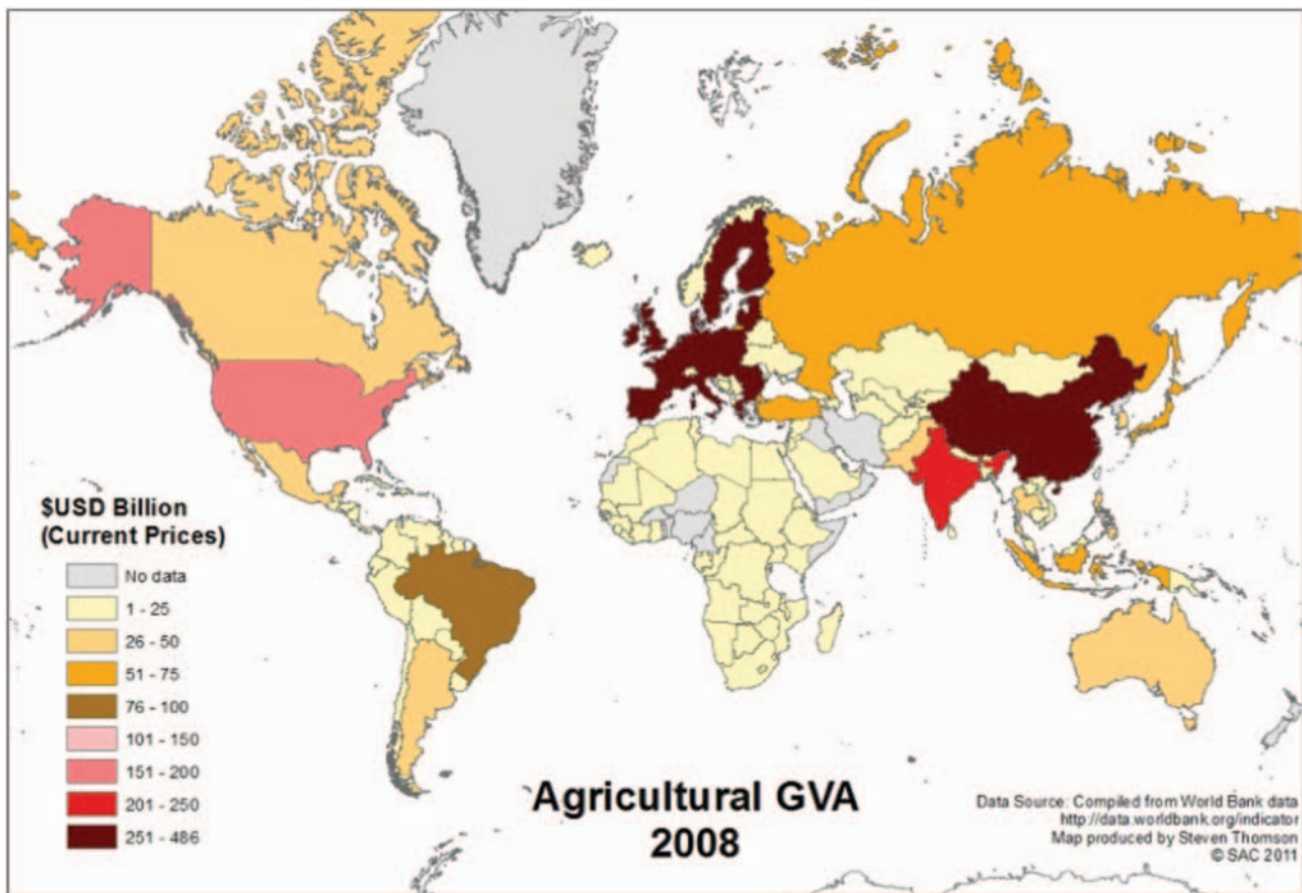 $USD Billion
(Current Prices)
No data
1 - 25
26 - 50
51 - 75
76 - 100
101 - 150
151 - 200
201 - 250
251 - 486
Agricultural GVA
2008
Data Source: Compiled from World Bank data
http://data.worldbank.org/indicator
Map produced by Steven Thomson
© SAC 2011